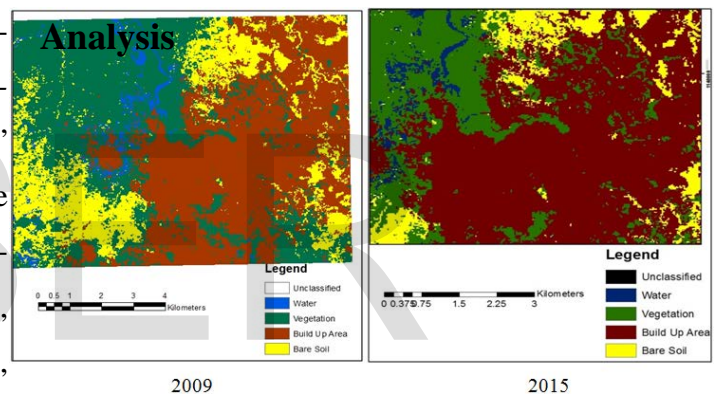 Analysis
e
Legend
Unclassified
Water
Vegetation
Build Up Area
Bare Soil
0 0.5 1 2 3 4
Kilometers
2009
Legend
Unclassified
Water
Vegetation
Build Up Area
Bare Soil
0 0.375 0.75 1.5 2.25 3
Kilometers
2015